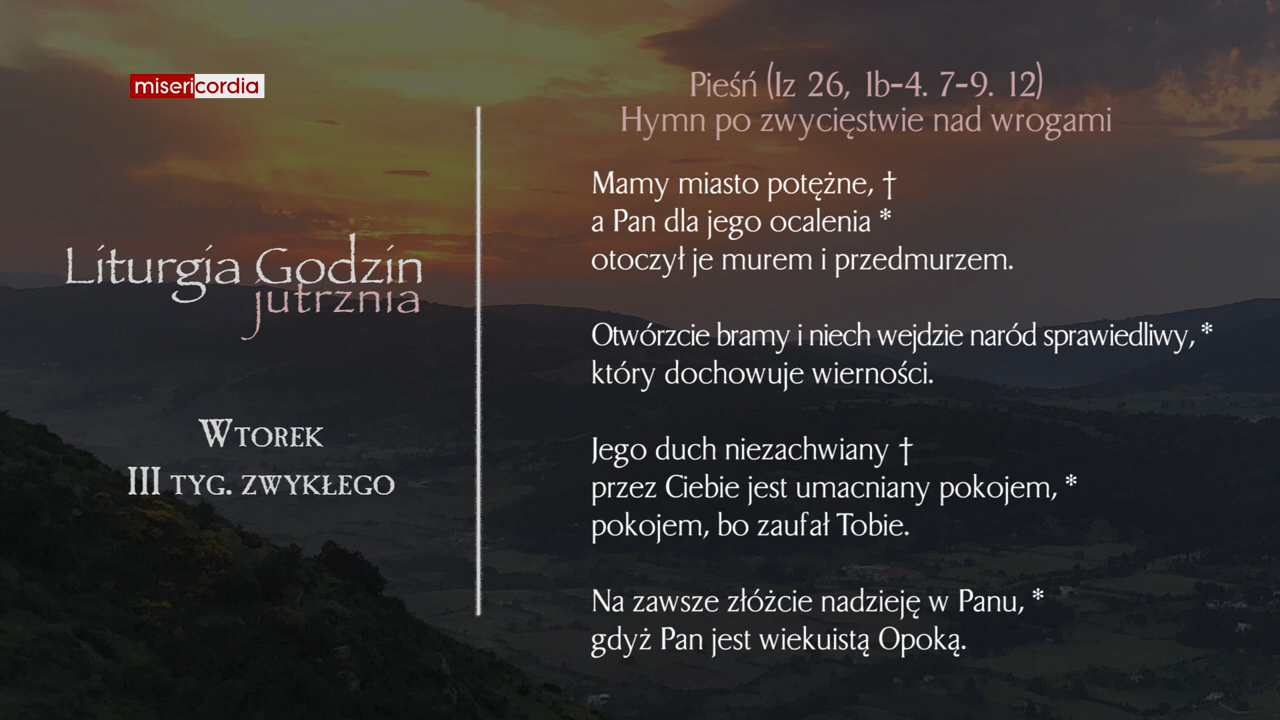 misericordia
Liturgia Godzin
jutrznia
Wtorek
III tyg. zwykłego
Pieśń (Iz 26, 1b-4. 7-9. 12)
Hymn po zwycięstwie nad wrogami
Mamy miasto potężne, †
a Pan dla jego ocalenia *
otoczył je murem i przedmurzem.
Otwórzcie bramy i niech wejdzie naród sprawiedliwy, *
który dochowuje wierności.
Jego duch niezachwiany †
przez Ciebie jest umacniany pokojem, *
pokojem, bo zaufał Tobie.
Na zawsze złóżcie nadzieję w Panu, *
gdyż Pan jest wiekuistą Opoką.